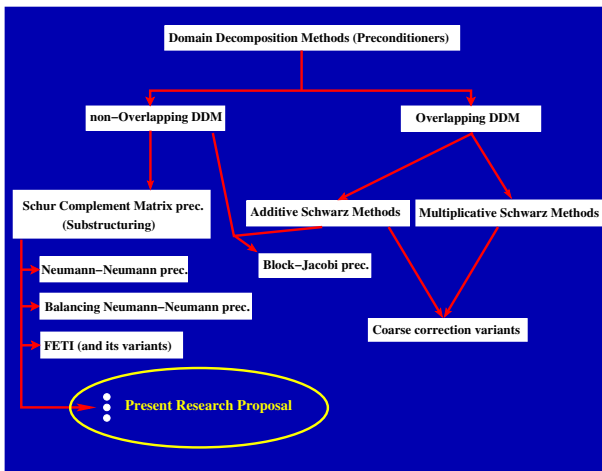 Domain Decomposition Methods (Preconditioners)
non−Overlapping DDM
Overlapping DDM
Schur Complement Matrix prec.
(Substructuring)
Additive Schwarz Methods
Multiplicative Schwarz Methods
Neumann−Neumann prec.
Block−Jacobi prec.
Balancing Neumann−Neumann prec.
Coarse correction variants
FETI (and its variants)
Present Research Proposal